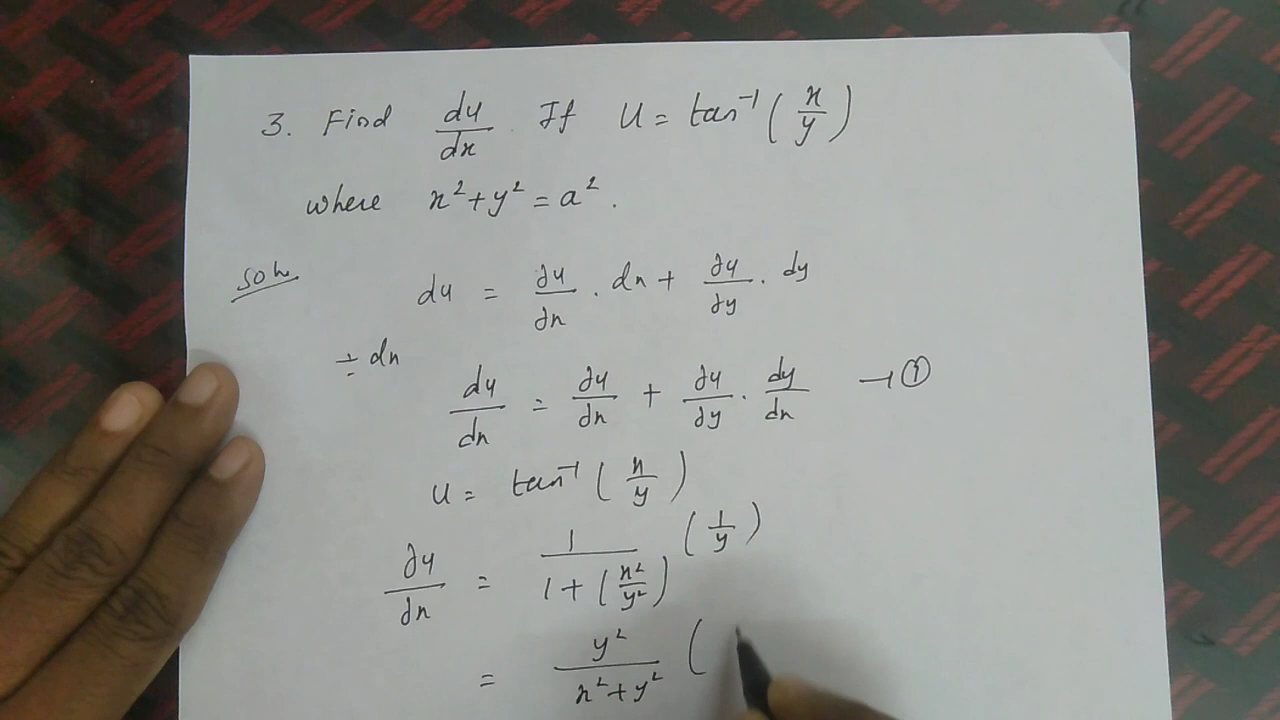 3. Find du/dx. If u = tan⁻¹(x/y)
where x²+y² = a².
Soln
du = ∂u/∂x . dx + ∂u/∂y . dy
÷ dx
du/dx = ∂u/∂x + ∂u/∂y . dy/dx → ①
u = tan⁻¹(x/y)
∂u/∂x = 1/(1+(x²/y²)) (1/y)
= y²/(x²+y²) (